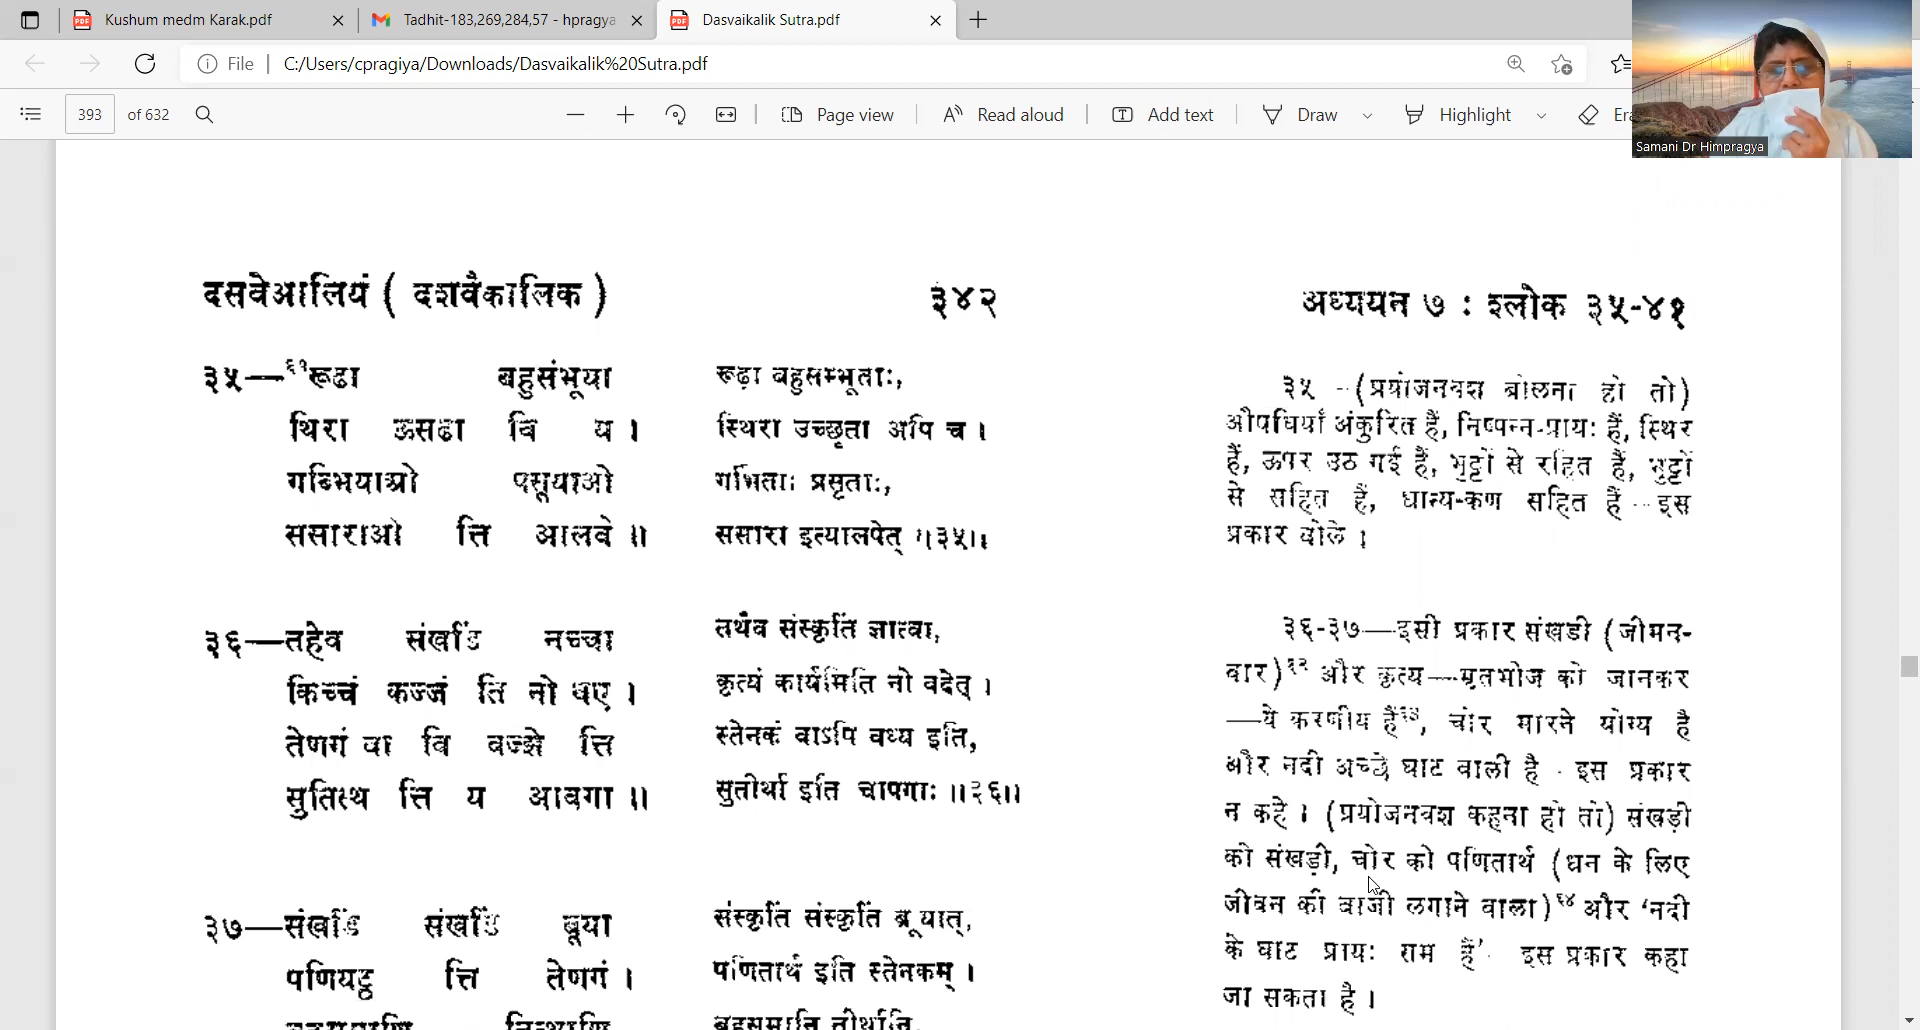 Kushum medm Karak.pdf
Tadhit-183,269,284,57 - hpragya
Dasvaikalik Sutra.pdf
File
C:/Users/cpragiya/Downloads/Dasvaikalik%20Sutra.pdf
393 of 632
Page view
Read aloud
Add text
Draw
Highlight
Samani Dr Himpragya
दसवेआलियं ( दशवैकालिक )
३४२
अध्ययन ७ : श्लोक ३५-४१
३५—६१रूढा बहुसंभूया
थिरा ऊसढा वि य ।
गब्भियाओ पसूयाओ
ससाराओ त्ति आलवे ॥
रूढ़ा बहुसम्भूताः,
स्थिरा उच्छृता अपि च ।
गर्भिताः प्रसृताः,
ससारा इत्यालपेत् ॥३५॥
३५ -(प्रयोजनवश बोलना हो तो)
औषधियाँ अंकुरित हैं, निष्पन्न-प्रायः हैं, स्थिर
हैं, ऊपर उठ गई हैं, भुट्टों से रहित हैं, भुट्टों
से सहित हैं, धान्य-कण सहित हैं - इस
प्रकार बोले ।
३६—तहेव संखडिं नच्चा
किच्चं कज्जं ति नो वए ।
तेणगं वा वि वज्झे त्ति
सुतित्थ त्ति य आवगा ॥
तथैव संस्कृतिं ज्ञात्वा,
कृत्यं कार्यमिति नो वदेत् ।
स्तेनकं वाऽपि वध्य इति,
सुतीर्था इति चापगाः ॥३६॥
३६-३७—इसी प्रकार संखडी (जीमन-
वार)६२ और कृत्य—मृतभोज को जानकर
—ये करणीय हैं६३, चोर मारने योग्य है
और नदी अच्छे घाट वाली है - इस प्रकार
न कहे । (प्रयोजनवश कहना हो तो) संखड़ी
को संखड़ी, चोर को पणितार्थ (धन के लिए
जीवन की बाजी लगाने वाला)६४ और 'नदी
के घाट प्रायः सम हैं' - इस प्रकार कहा
जा सकता है ।
३७—संखडिं संखडिं बूया
पणियट्ठ त्ति तेणगं ।
संस्कृतिं संस्कृतिं ब्रूयात्,
पणितार्थ इति स्तेनकम् ।